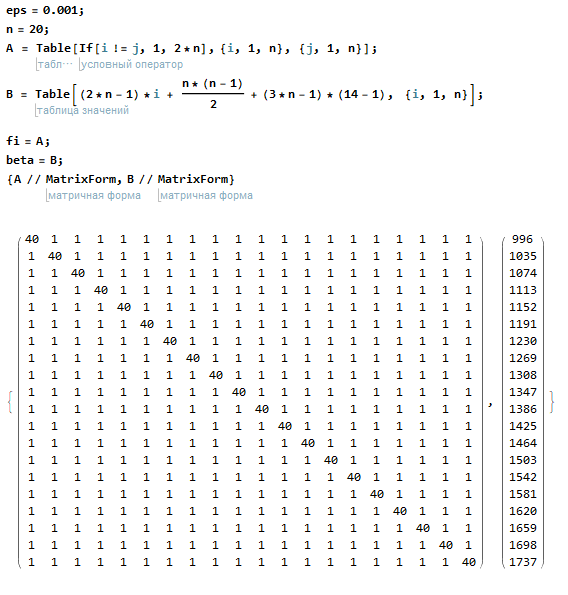 eps = 0.001;
n = 20;
A = Table[If[i != j, 1, 2*n], {i, 1, n}, {j, 1, n}];
табл⋯ условный оператор
B = Table[(2*n-1)*i + n*(n-1)/2 + (3*n-1)*(14-1), {i, 1, n}];
таблица значений
fi = A;
beta = B;
{A // MatrixForm, B // MatrixForm}
матричная форма матричная форма
40 1 1 1 1 1 1 1 1 1 1 1 1 1 1 1 1 1 1 1 996
1 40 1 1 1 1 1 1 1 1 1 1 1 1 1 1 1 1 1 1 1035
1 1 40 1 1 1 1 1 1 1 1 1 1 1 1 1 1 1 1 1 1074
1 1 1 40 1 1 1 1 1 1 1 1 1 1 1 1 1 1 1 1 1113
1 1 1 1 40 1 1 1 1 1 1 1 1 1 1 1 1 1 1 1 1152
1 1 1 1 1 40 1 1 1 1 1 1 1 1 1 1 1 1 1 1 1191
1 1 1 1 1 1 40 1 1 1 1 1 1 1 1 1 1 1 1 1 1230
1 1 1 1 1 1 1 40 1 1 1 1 1 1 1 1 1 1 1 1 1269
1 1 1 1 1 1 1 1 40 1 1 1 1 1 1 1 1 1 1 1 1308
{ 1 1 1 1 1 1 1 1 1 40 1 1 1 1 1 1 1 1 1 1 , 1347 }
1 1 1 1 1 1 1 1 1 1 40 1 1 1 1 1 1 1 1 1 1386
1 1 1 1 1 1 1 1 1 1 1 40 1 1 1 1 1 1 1 1 1425
1 1 1 1 1 1 1 1 1 1 1 1 40 1 1 1 1 1 1 1 1464
1 1 1 1 1 1 1 1 1 1 1 1 1 40 1 1 1 1 1 1 1503
1 1 1 1 1 1 1 1 1 1 1 1 1 1 40 1 1 1 1 1 1542
1 1 1 1 1 1 1 1 1 1 1 1 1 1 1 40 1 1 1 1 1581
1 1 1 1 1 1 1 1 1 1 1 1 1 1 1 1 40 1 1 1 1620
1 1 1 1 1 1 1 1 1 1 1 1 1 1 1 1 1 40 1 1 1659
1 1 1 1 1 1 1 1 1 1 1 1 1 1 1 1 1 1 40 1 1698
1 1 1 1 1 1 1 1 1 1 1 1 1 1 1 1 1 1 1 40 1737